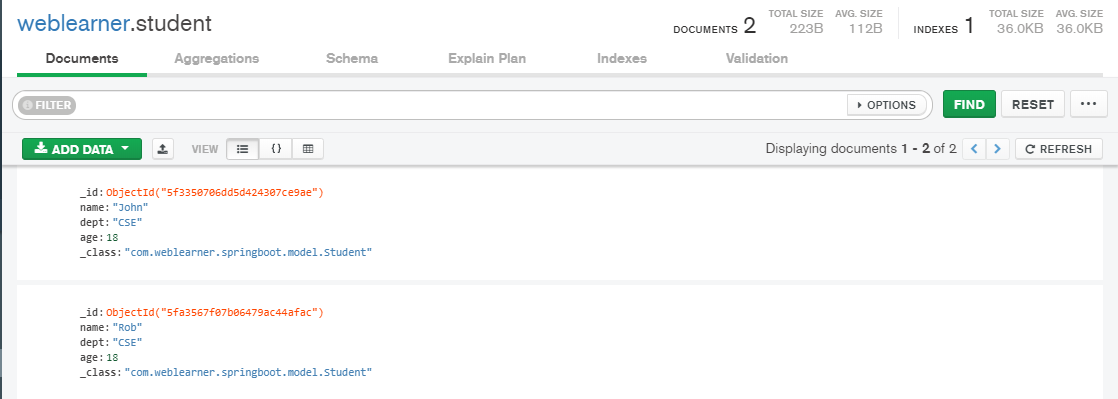 weblearner.student
DOCUMENTS 2 TOTAL SIZE 223B AVG. SIZE 112B INDEXES 1 TOTAL SIZE 36.0KB AVG. SIZE 36.0KB
Documents Aggregations Schema Explain Plan Indexes Validation
FILTER OPTIONS FIND RESET ...
ADD DATA VIEW {} Displaying documents 1 - 2 of 2 < > REFRESH
_id: ObjectId("5f3350706dd5d424307ce9ae")
name: "John"
dept: "CSE"
age: 18
_class: "com.weblearner.springboot.model.Student"
_id: ObjectId("5fa3567f07b06479ac44afac")
name: "Rob"
dept: "CSE"
age: 18
_class: "com.weblearner.springboot.model.Student"